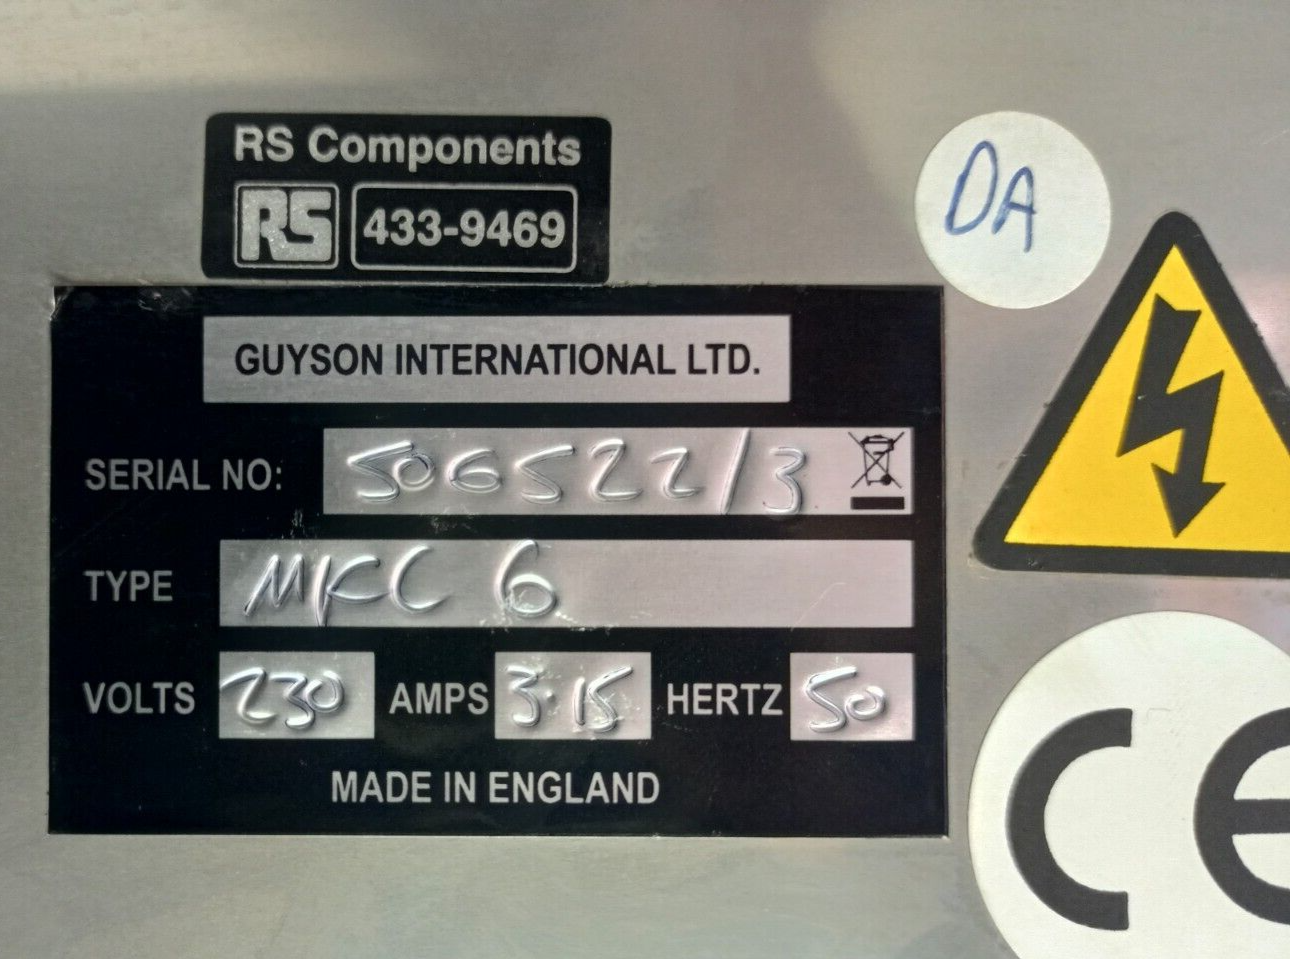 RS Components
RS 433-9469
DA
GUYSON INTERNATIONAL LTD.
SERIAL NO: 506522/3
TYPE MKC 6
VOLTS 230 AMPS 3.15 HERTZ 50
MADE IN ENGLAND
CE